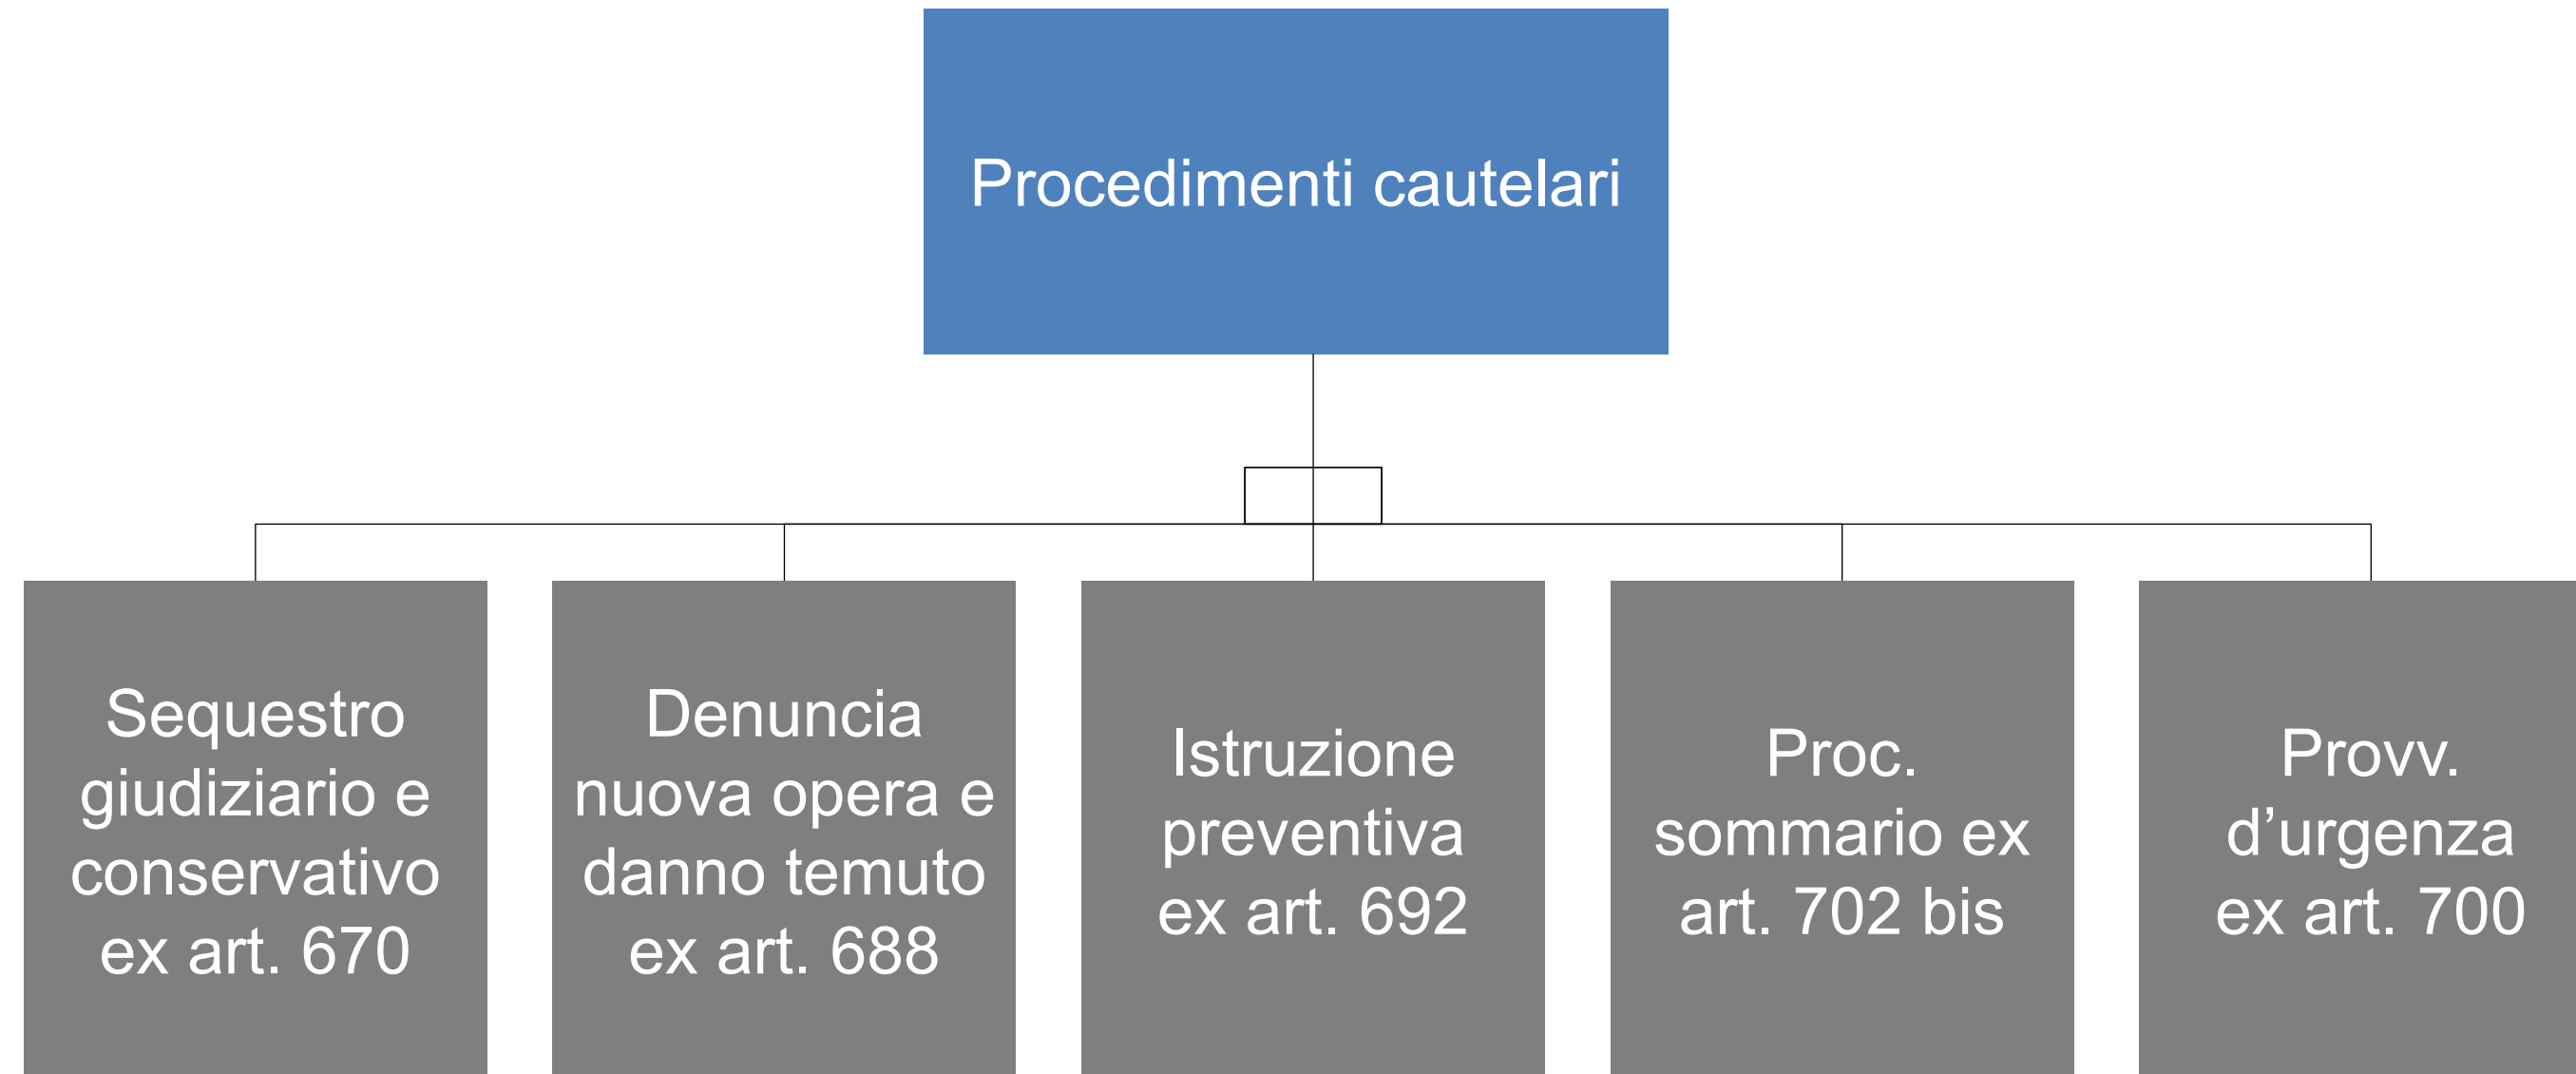 Procedimenti cautelari
Sequestro
giudiziario e
conservativo
ex art. 670
Denuncia
nuova opera e
danno temuto
ex art. 688
Istruzione
preventiva
ex art. 692
Proc.
sommario ex
art. 702 bis
Provv.
d’urgenza
ex art. 700